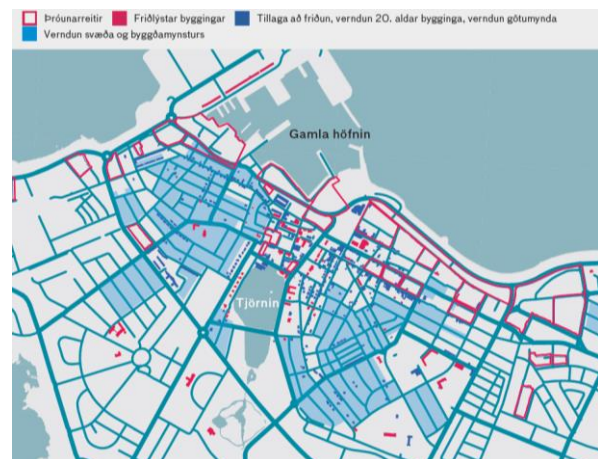 Þróunarreitir Friðlýstar byggingar Tillaga að friðun, verndun 20. aldar bygginga, verndun götumynda
Verndun svæða og byggðamynsturs
Gamla höfnin
Tjörnin